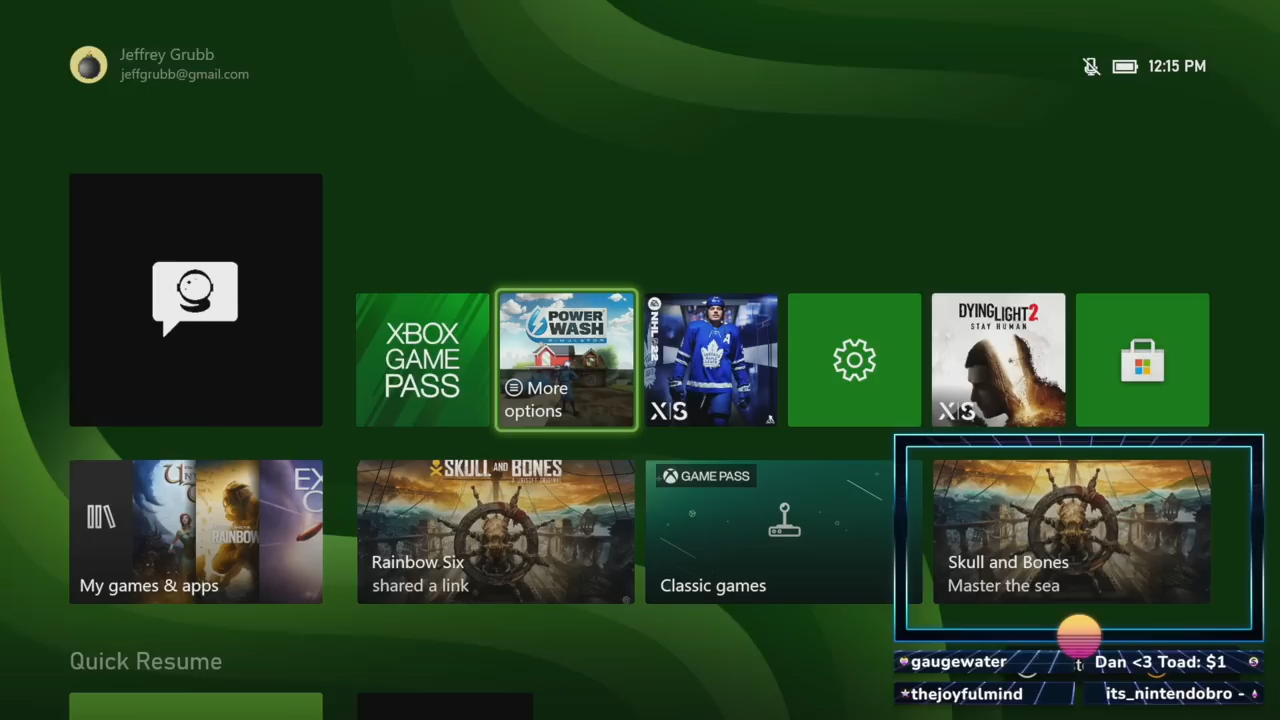 Jeffrey Grubb
jeffgrubb@gmail.com
12:15 PM
XBOX
GAME
PASS
POWER
WASH
SIMULATOR
More
options
NHL 22
X|S
DYING LIGHT 2
STAY HUMAN
X|S
My games & apps
RAINBOW
SKULL AND BONES
Rainbow Six
shared a link
GAME PASS
Classic games
Skull and Bones
Master the sea
Quick Resume
gaugewater
Dan <3 Toad: $1
thejoyfulmind
its_nintendobro -